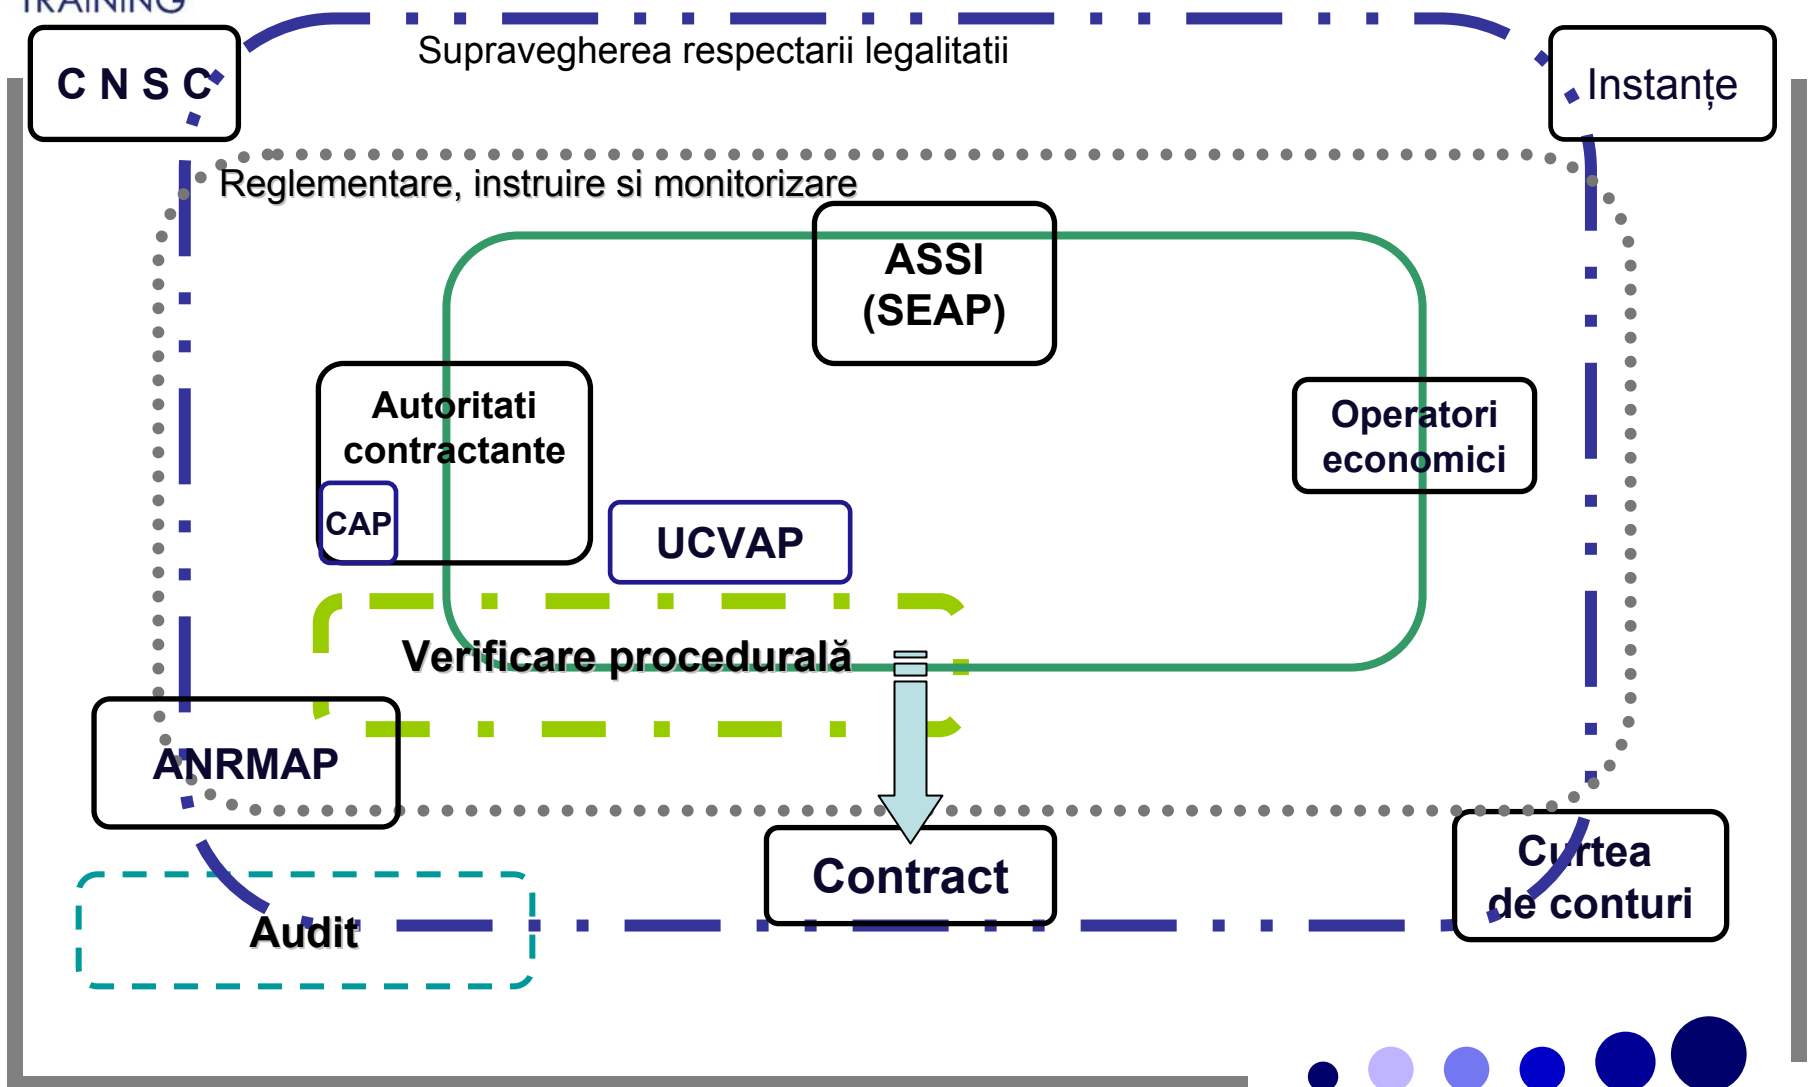 TRAINING
Supravegherea respectarii legalitatii
C N S C
Instanțe
Reglementare, instruire si monitorizare
ASSI
(SEAP)
Autoritati
contractante
Operatori
economici
CAP
UCVAP
Verificare procedurală
ANRMAP
Contract
Curtea
de conturi
Audit